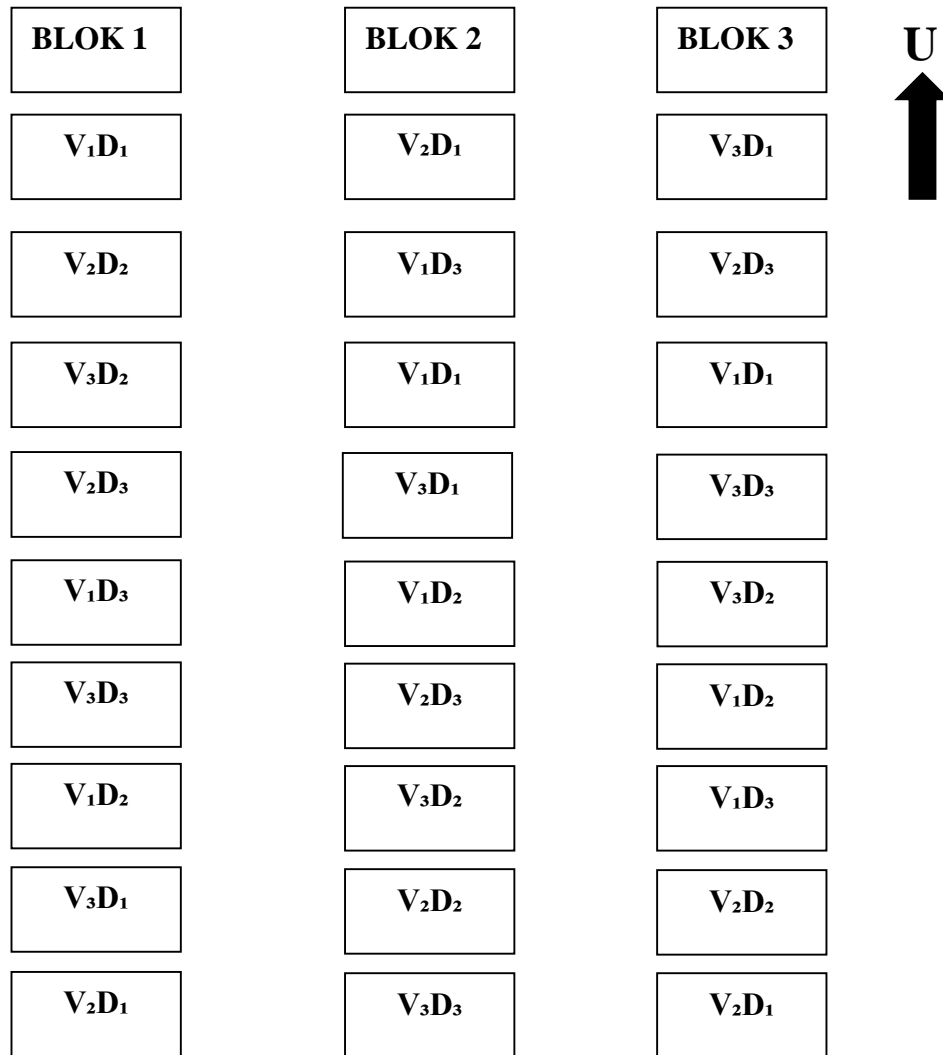 BLOK 1 BLOK 2 BLOK 3 U
V₁D₁ V₂D₁ V₃D₁
V₂D₂ V₁D₃ V₂D₃
V₃D₂ V₁D₁ V₁D₁
V₂D₃ V₃D₁ V₃D₃
V₁D₃ V₁D₂ V₃D₂
V₃D₃ V₂D₃ V₁D₂
V₁D₂ V₃D₂ V₁D₃
V₃D₁ V₂D₂ V₂D₂
V₂D₁ V₃D₃ V₂D₁